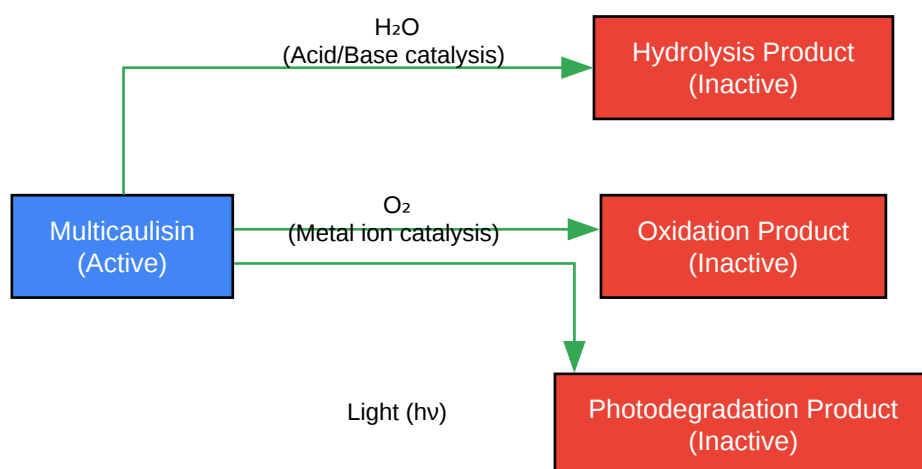 H₂O
(Acid/Base catalysis)
Hydrolysis Product
(Inactive)
Multicaulisin
(Active)
O₂
(Metal ion catalysis)
Oxidation Product
(Inactive)
Light (hν)
Photodegradation Product
(Inactive)